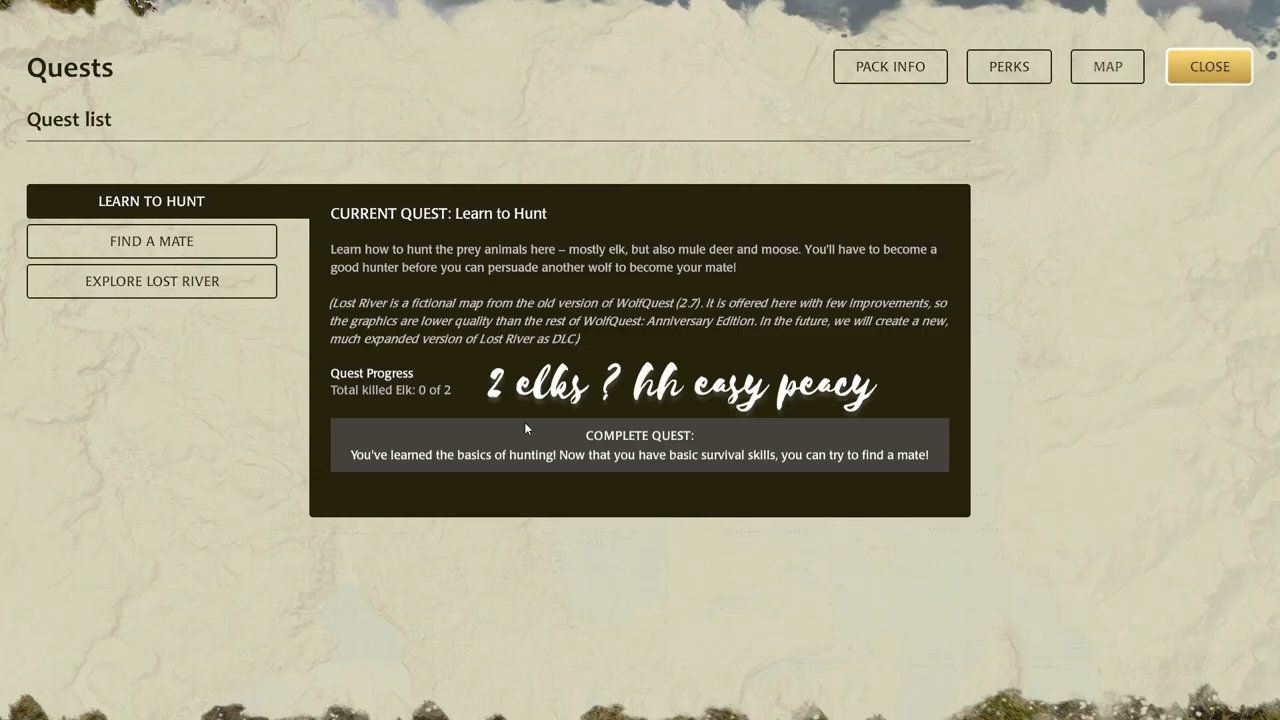 Quests
PACK INFO
PERKS
MAP
CLOSE
Quest list
LEARN TO HUNT
FIND A MATE
EXPLORE LOST RIVER
CURRENT QUEST: Learn to Hunt
Learn how to hunt the prey animals here – mostly elk, but also mule deer and moose. You'll have to become a
good hunter before you can persuade another wolf to become your mate!
(Lost River is a fictional map from the old version of WolfQuest (2.7). It is offered here with few improvements, so
the graphics are lower quality than the rest of WolfQuest: Anniversary Edition. In the future, we will create a new,
much expanded version of Lost River as DLC)
Quest Progress
Total killed Elk: 0 of 2
2 elks ? hh easy peacy
COMPLETE QUEST:
You've learned the basics of hunting! Now that you have basic survival skills, you can try to find a mate!